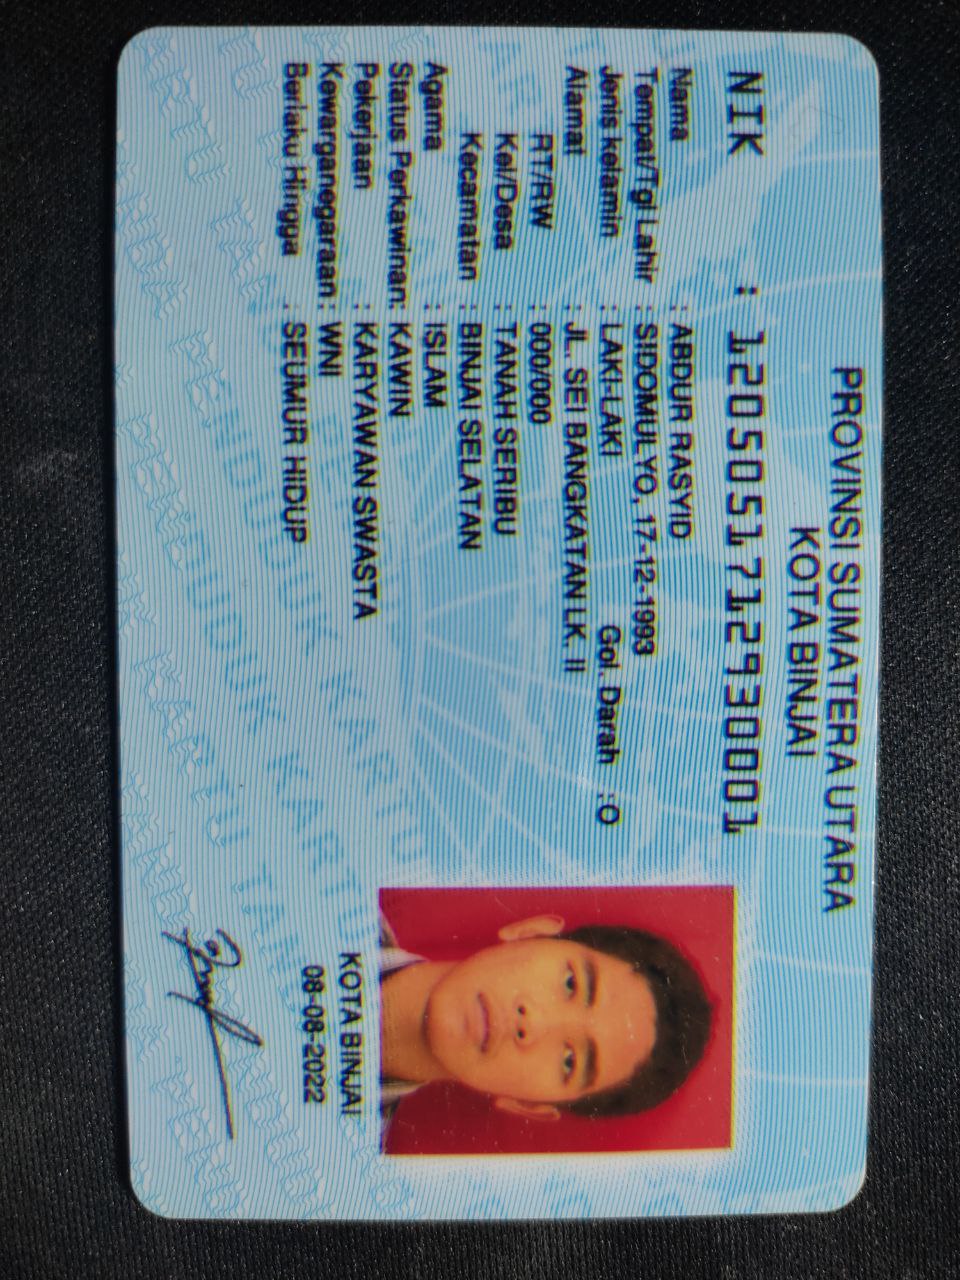 PROVINSI SUMATERA UTARA
KOTA BINJAI
NIK : 1205051712930001
Nama : ABDUR RASYID
Tempat/Tgl Lahir : SIDOMULYO, 17-12-1993
Jenis kelamin : LAKI-LAKI Gol. Darah : O
Alamat : JL. SEI BANGKATAN LK. II
RT/RW : 000/000
Kel/Desa : TANAH SERIBU
Kecamatan : BINJAI SELATAN
Agama : ISLAM
Status Perkawinan: KAWIN
Pekerjaan : KARYAWAN SWASTA
Kewarganegaraan: WNI
Berlaku Hingga : SEUMUR HIDUP
KOTA BINJAI
08-08-2022